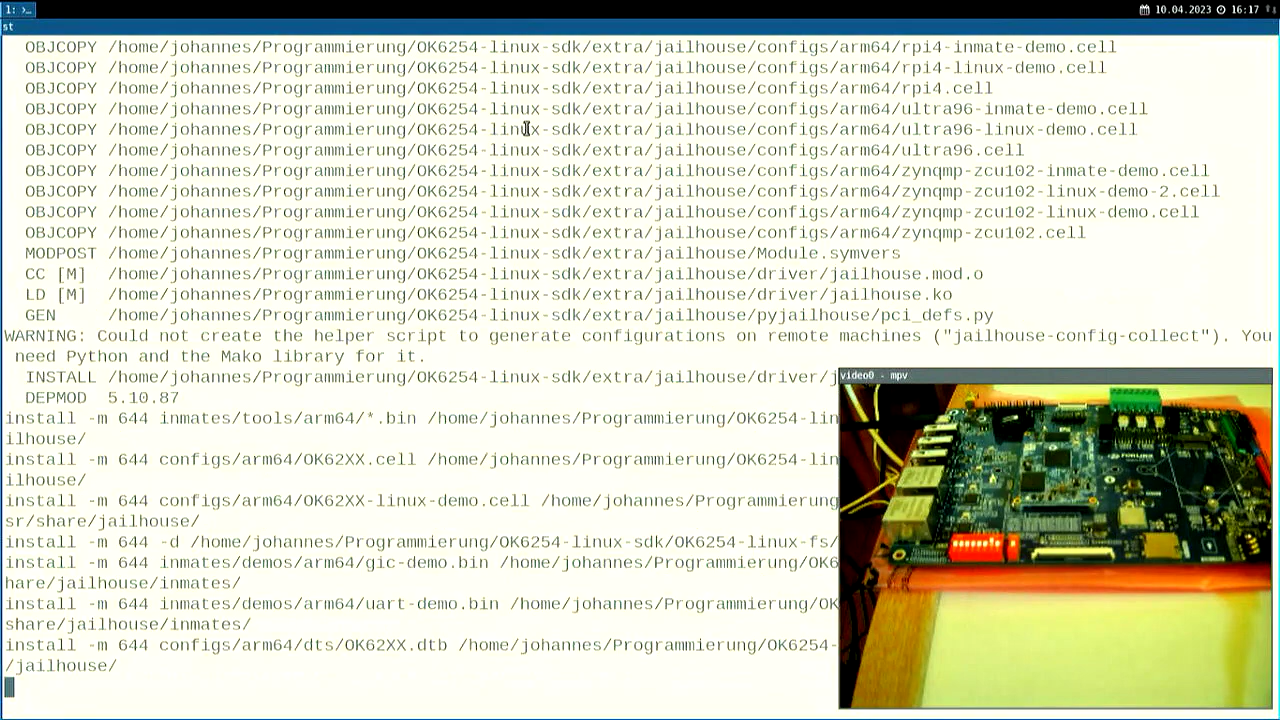 1: >_
10.04.2023 16:17
st
OBJCOPY /home/johannes/Programmierung/OK6254-linux-sdk/extra/jailhouse/configs/arm64/rpi4-inmate-demo.cell
OBJCOPY /home/johannes/Programmierung/OK6254-linux-sdk/extra/jailhouse/configs/arm64/rpi4-linux-demo.cell
OBJCOPY /home/johannes/Programmierung/OK6254-linux-sdk/extra/jailhouse/configs/arm64/rpi4.cell
OBJCOPY /home/johannes/Programmierung/OK6254-linux-sdk/extra/jailhouse/configs/arm64/ultra96-inmate-demo.cell
OBJCOPY /home/johannes/Programmierung/OK6254-linux-sdk/extra/jailhouse/configs/arm64/ultra96-linux-demo.cell
OBJCOPY /home/johannes/Programmierung/OK6254-linux-sdk/extra/jailhouse/configs/arm64/ultra96.cell
OBJCOPY /home/johannes/Programmierung/OK6254-linux-sdk/extra/jailhouse/configs/arm64/zynqmp-zcu102-inmate-demo.cell
OBJCOPY /home/johannes/Programmierung/OK6254-linux-sdk/extra/jailhouse/configs/arm64/zynqmp-zcu102-linux-demo-2.cell
OBJCOPY /home/johannes/Programmierung/OK6254-linux-sdk/extra/jailhouse/configs/arm64/zynqmp-zcu102-linux-demo.cell
OBJCOPY /home/johannes/Programmierung/OK6254-linux-sdk/extra/jailhouse/configs/arm64/zynqmp-zcu102.cell
MODPOST /home/johannes/Programmierung/OK6254-linux-sdk/extra/jailhouse/Module.symvers
CC [M] /home/johannes/Programmierung/OK6254-linux-sdk/extra/jailhouse/driver/jailhouse.mod.o
LD [M] /home/johannes/Programmierung/OK6254-linux-sdk/extra/jailhouse/driver/jailhouse.ko
GEN /home/johannes/Programmierung/OK6254-linux-sdk/extra/jailhouse/pyjailhouse/pci_defs.py
WARNING: Could not create the helper script to generate configurations on remote machines ("jailhouse-config-collect"). You
need Python and the Mako library for it.
INSTALL /home/johannes/Programmierung/OK6254-linux-sdk/extra/jailhouse/driver/j
DEPMOD 5.10.87
install -m 644 inmates/tools/arm64/*.bin /home/johannes/Programmierung/OK6254-lin
ilhouse/
install -m 644 configs/arm64/OK62XX.cell /home/johannes/Programmierung/OK6254-lin
ilhouse/
install -m 644 configs/arm64/OK62XX-linux-demo.cell /home/johannes/Programmierung
sr/share/jailhouse/
install -m 644 -d /home/johannes/Programmierung/OK6254-linux-sdk/OK6254-linux-fs/
install -m 644 inmates/demos/arm64/gic-demo.bin /home/johannes/Programmierung/OK6
hare/jailhouse/inmates/
install -m 644 inmates/demos/arm64/uart-demo.bin /home/johannes/Programmierung/OK
share/jailhouse/inmates/
install -m 644 configs/arm64/dts/OK62XX.dtb /home/johannes/Programmierung/OK6254-
/jailhouse/
video0 - mpv